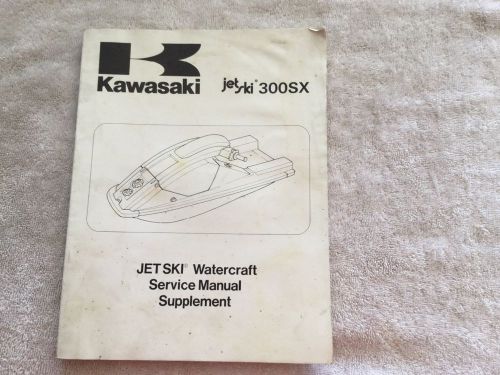 Kawasaki
jet ski® 300SX
JET SKI® Watercraft
Service Manual
Supplement